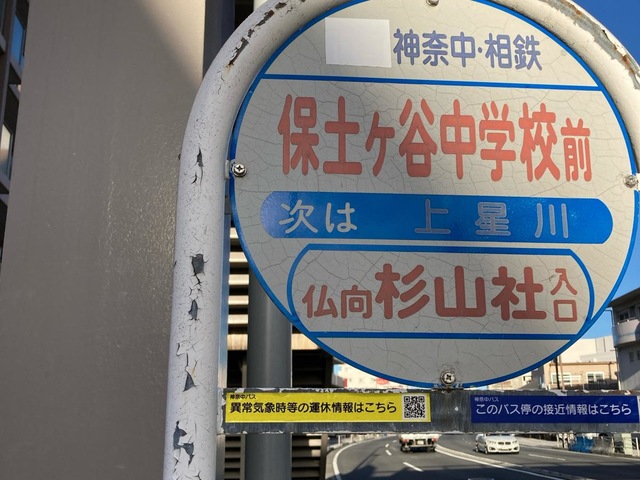 神奈中・相鉄
保土ヶ谷中学校前
次は 上星川
仏向杉山社入口
神奈中バス
異常気象時等の運休情報はこちら
神奈中バス
このバス停の接近情報はこちら